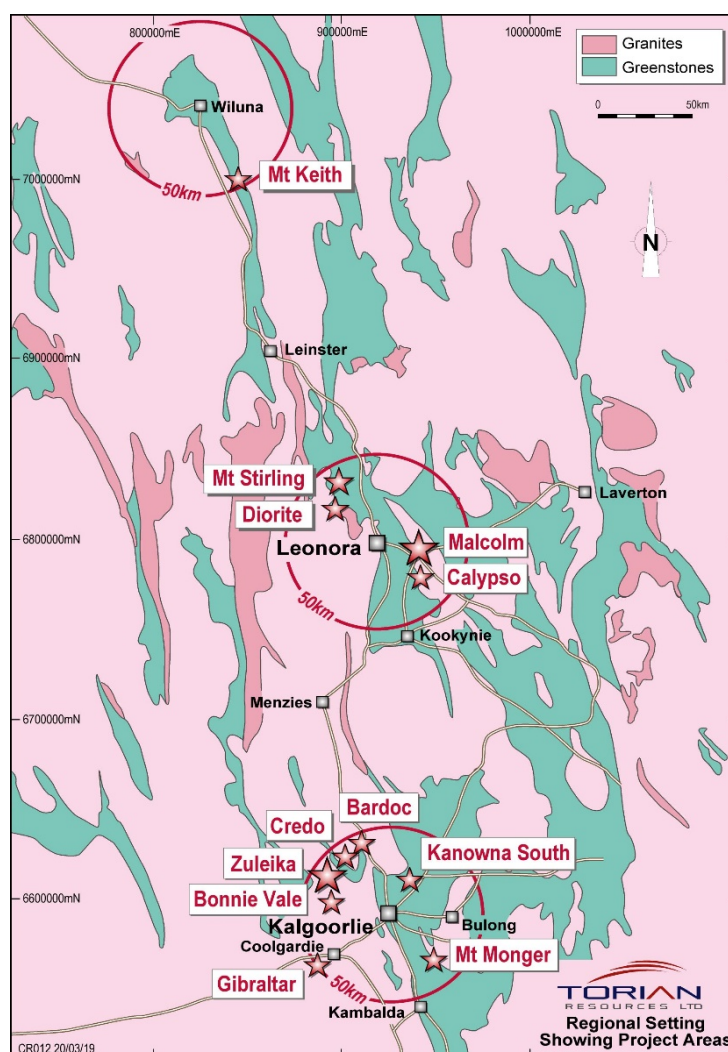 800000mE
900000mE
1000000mE
Granites
Greenstones
0
50km
Wiluna
Mt Keith
7000000mN
50km
N
Leinster
6900000mN
Mt Stirling
Laverton
Diorite
Malcolm
6800000mN
Leonora
Calypso
50km
Kookynie
Menzies
6700000mN
Bardoc
Credo
Kanowna South
Zuleika
6600000mN
Bonnie Vale
Kalgoorlie
Bulong
Coolgardie
Mt Monger
Gibraltar
50km
Kambalda
TORIAN
RESOURCES LTD
Regional Setting
Showing Project Areas
CR012 20/03/19